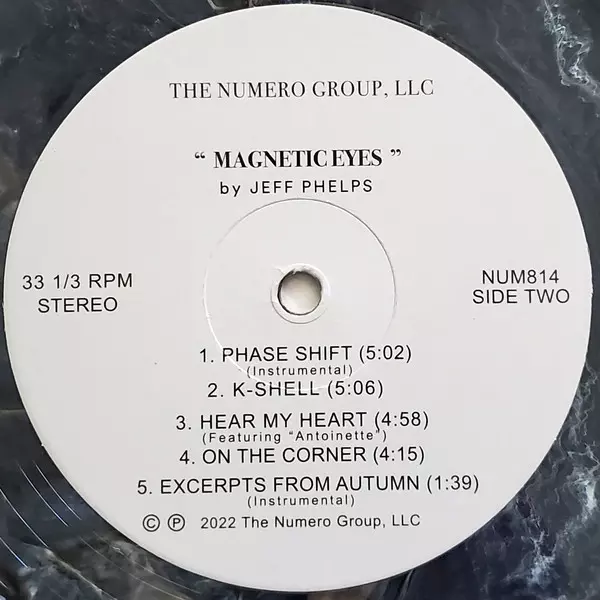 THE NUMERO GROUP, LLC
“ MAGNETIC EYES ”
by JEFF PHELPS
33 1/3 RPM
STEREO
NUM814
SIDE TWO
1. PHASE SHIFT (5:02)
(Instrumental)
2. K-SHELL (5:06)
3. HEAR MY HEART (4:58)
(Featuring “Antoinette”)
4. ON THE CORNER (4:15)
5. EXCERPTS FROM AUTUMN (1:39)
(Instrumental)
© ℗ 2022 The Numero Group, LLC